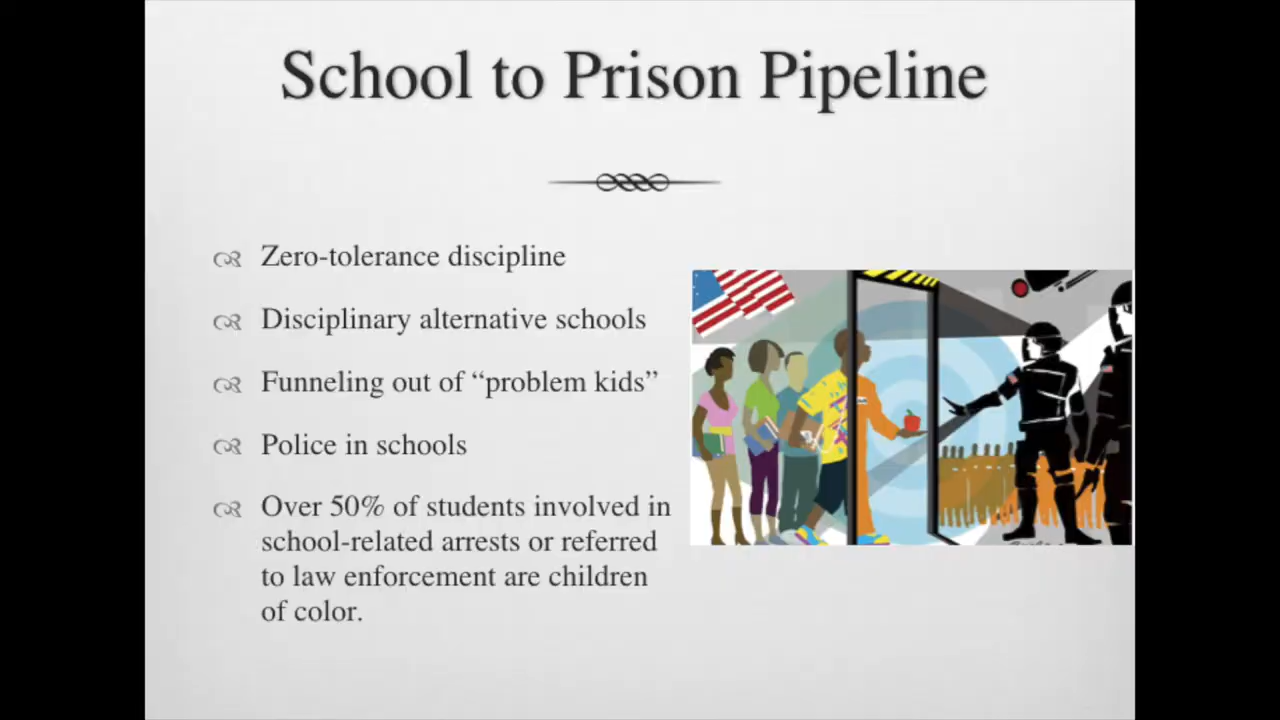 School to Prison Pipeline
Zero-tolerance discipline
Disciplinary alternative schools
Funneling out of “problem kids”
Police in schools
Over 50% of students involved in
school-related arrests or referred
to law enforcement are children
of color.